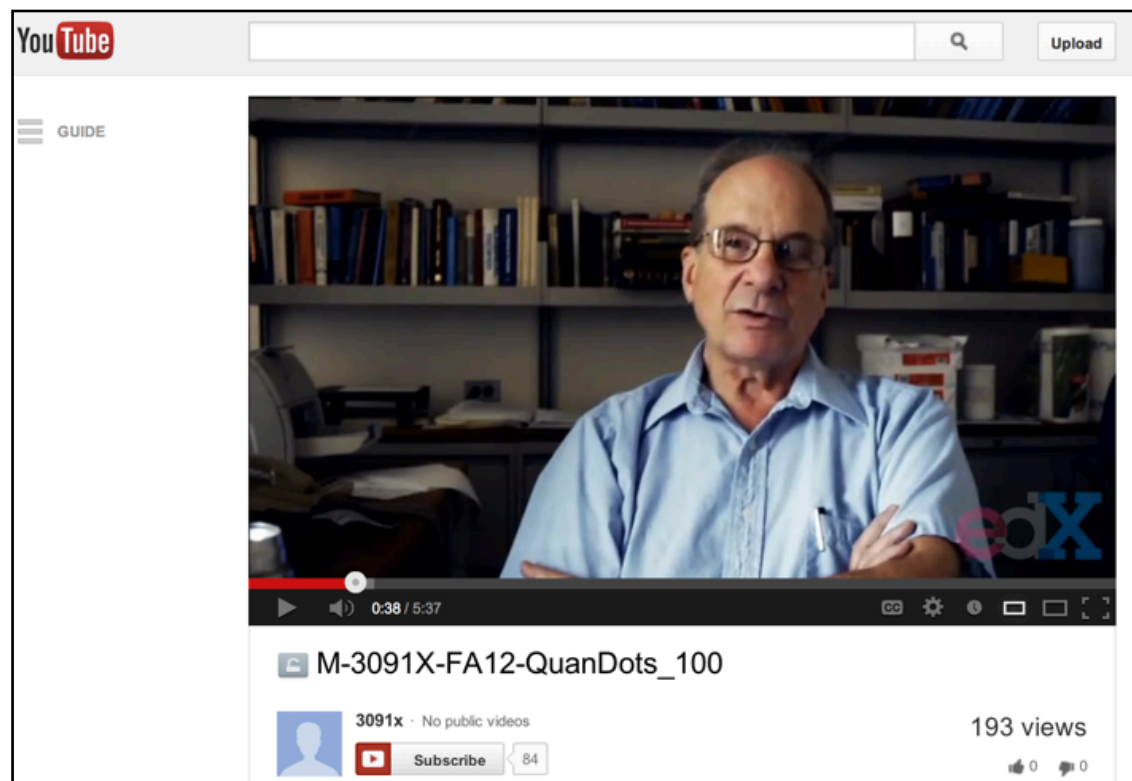 YouTube
Upload
GUIDE
edX
0:38 / 5:37
CC
M-3091X-FA12-QuanDots_100
3091x · No public videos
193 views
Subscribe 84
0 0